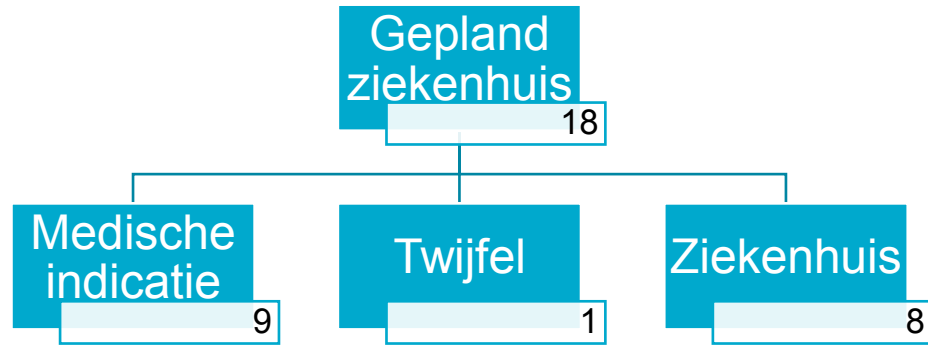 Gepland
ziekenhuis
18
Medische
indicatie
9
Twijfel
1
Ziekenhuis
8